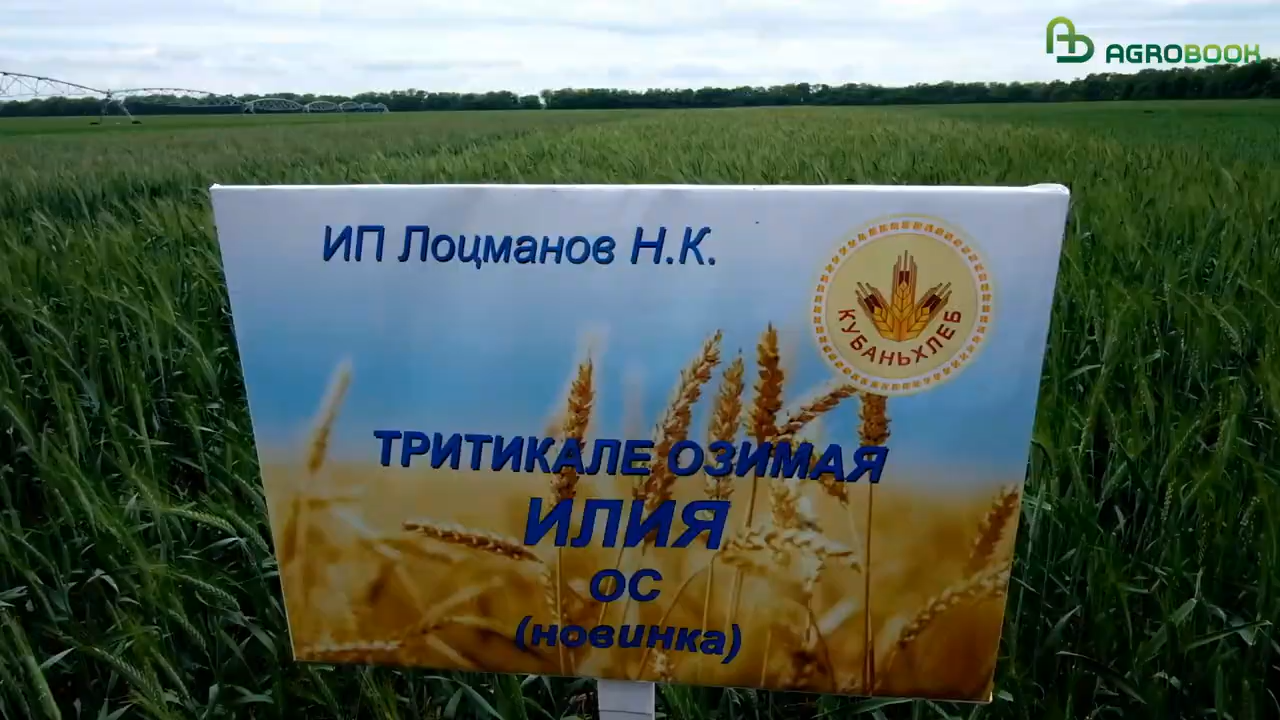 AGROBOOK
ИП Лоцманов Н.К.
КУБАНЬХЛЕБ
ТРИТИКАЛЕ ОЗИМАЯ
ИЛИЯ
ОС
(новинка)